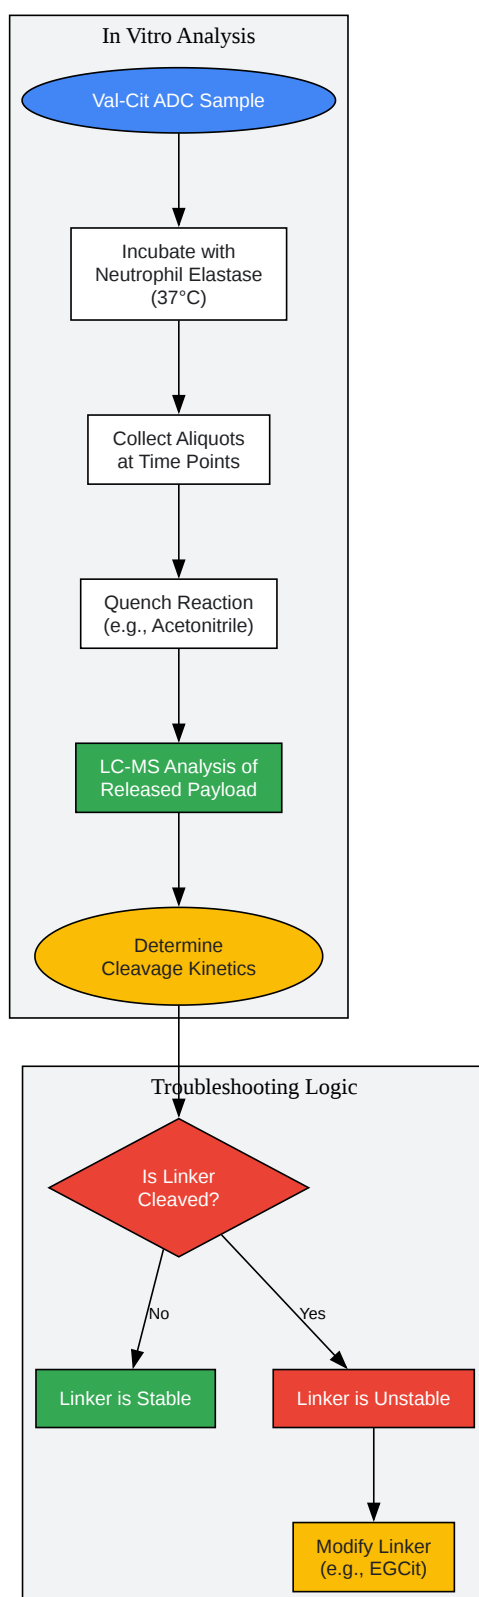 In Vitro Analysis
Val-Cit ADC Sample
Incubate with
Neutrophil Elastase
(37°C)
Collect Aliquots
at Time Points
Quench Reaction
(e.g., Acetonitrile)
LC-MS Analysis of
Released Payload
Determine
Cleavage Kinetics
Troubleshooting Logic
Is Linker
Cleaved?
No
Yes
Linker is Stable
Linker is Unstable
Modify Linker
(e.g., EGCit)